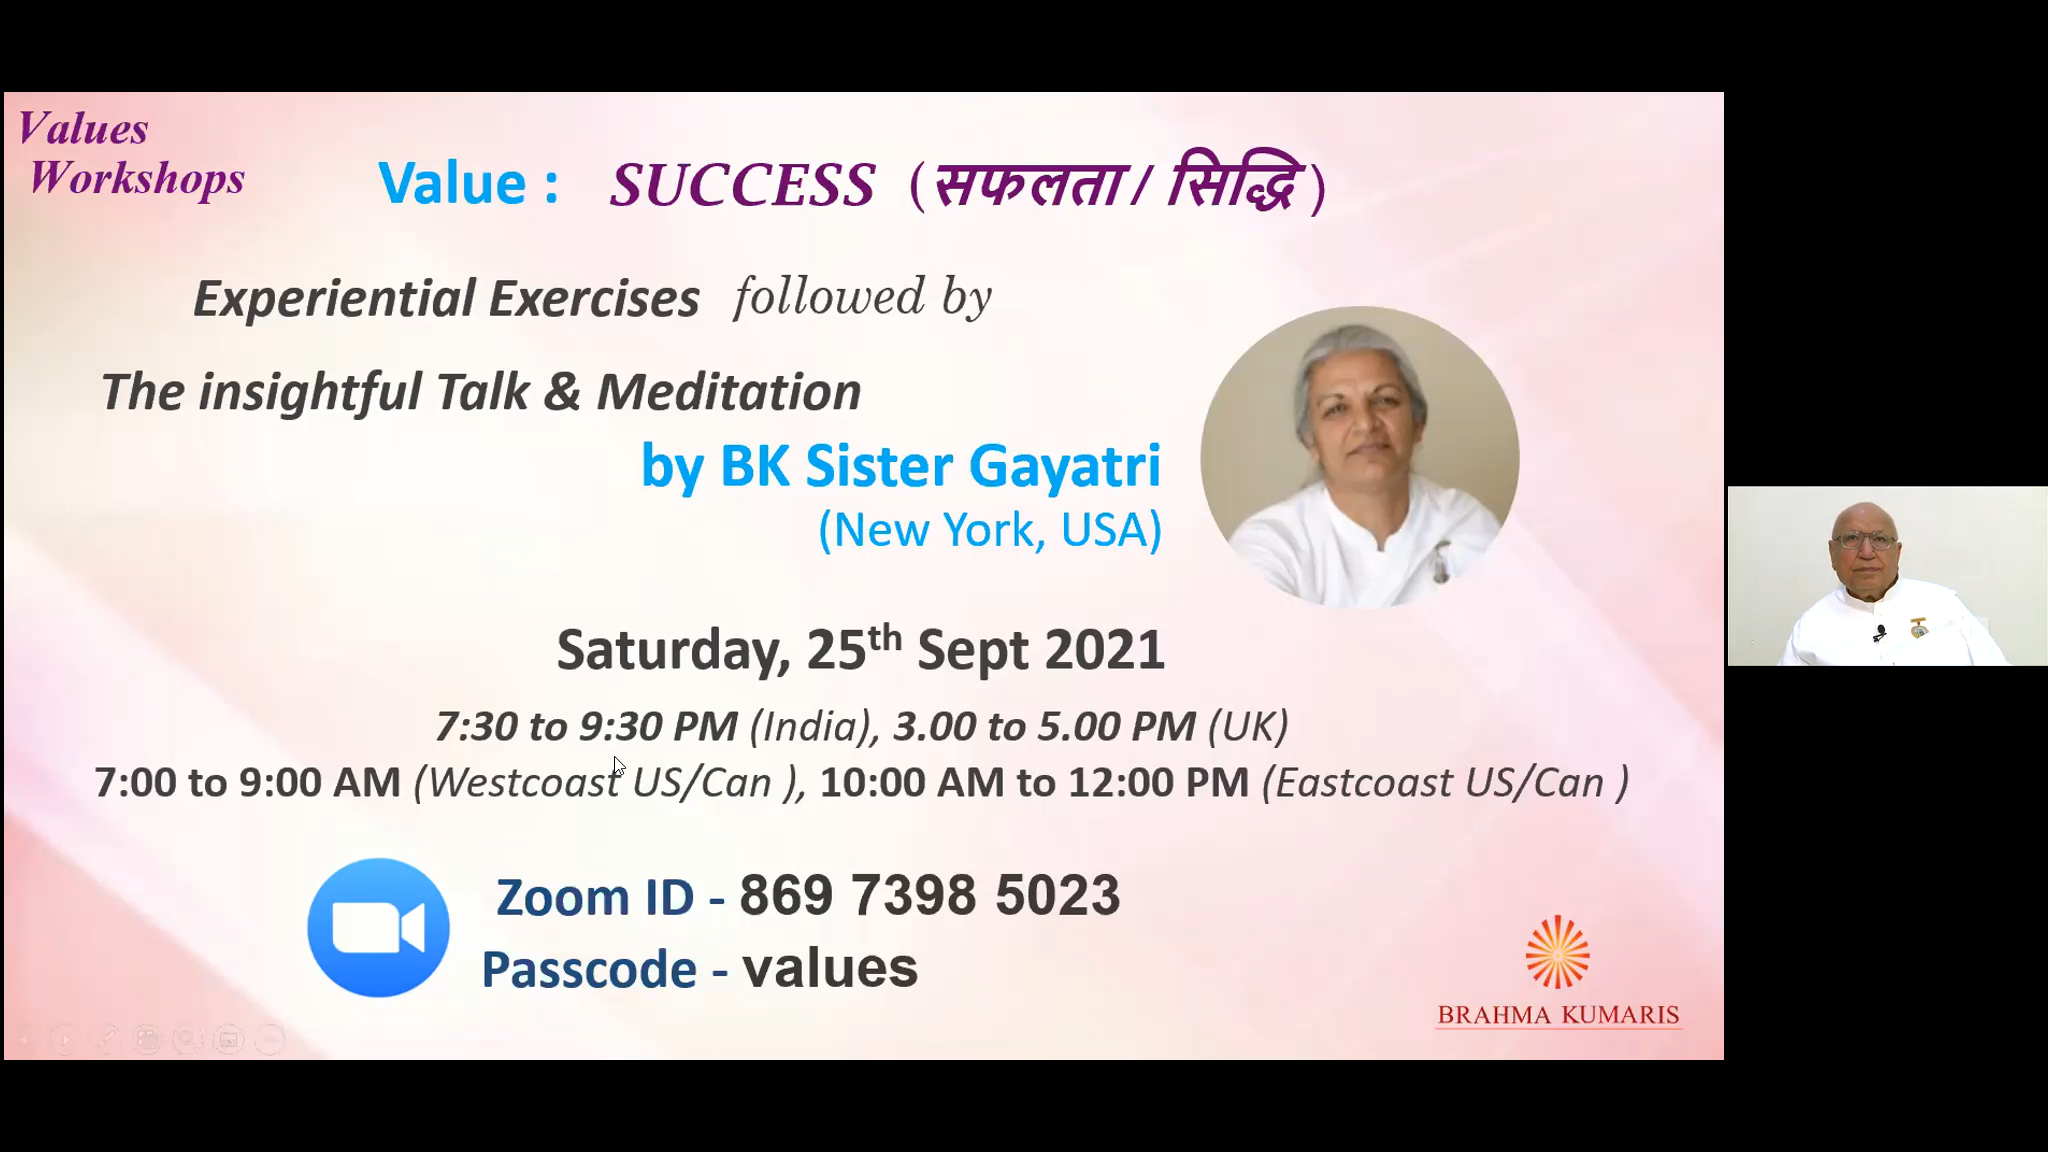 Values
Workshops
Value : SUCCESS (सफलता / सिद्धि )
Experiential Exercises followed by
The insightful Talk & Meditation
by BK Sister Gayatri
(New York, USA)
Saturday, 25th Sept 2021
7:30 to 9:30 PM (India), 3.00 to 5.00 PM (UK)
7:00 to 9:00 AM (Westcoast US/Can ), 10:00 AM to 12:00 PM (Eastcoast US/Can )
Zoom ID - 869 7398 5023
Passcode - values
BRAHMA KUMARIS